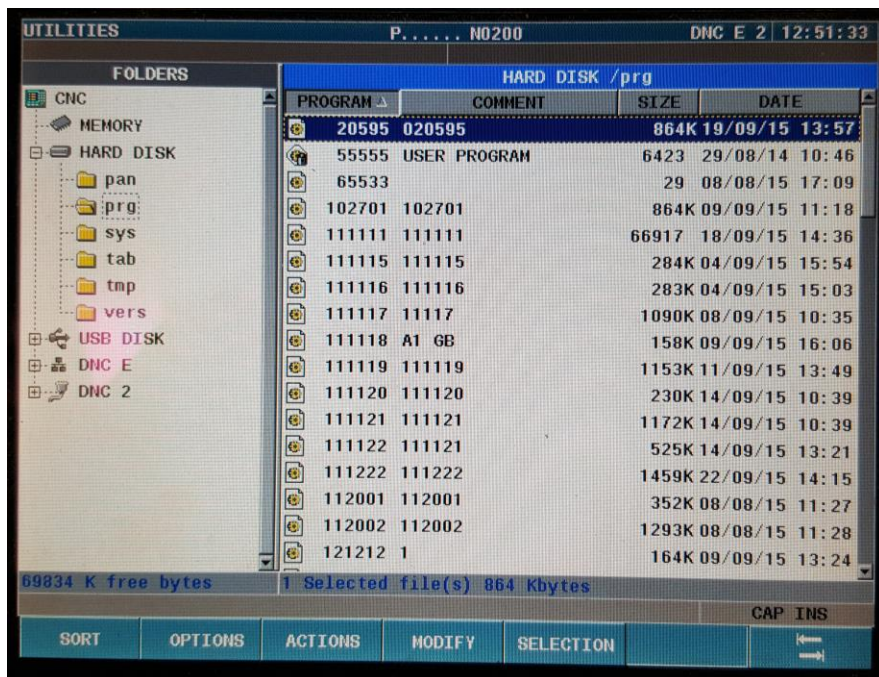 UTILITIES P...... N0200 DNC E 2 12:51:33
FOLDERS
CNC
MEMORY
HARD DISK
pan
prg
sys
tab
tmp
vers
USB DISK
DNC E
DNC 2
69834 K free bytes
HARD DISK /prg
PROGRAM COMMENT SIZE DATE
20595 020595 864K 19/09/15 13:57
55555 USER PROGRAM 6423 29/08/14 10:46
65533 29 08/08/15 17:09
102701 102701 864K 09/09/15 11:18
111111 111111 66917 18/09/15 14:36
111115 111115 284K 04/09/15 15:54
111116 111116 283K 04/09/15 15:03
111117 11117 1090K 08/09/15 10:35
111118 A1 GB 158K 09/09/15 16:06
111119 111119 1153K 11/09/15 13:49
111120 111120 230K 14/09/15 10:39
111121 111121 1172K 14/09/15 10:39
111122 111121 525K 14/09/15 13:21
111222 111222 1459K 22/09/15 14:15
112001 112001 352K 08/08/15 11:27
112002 112002 1293K 08/08/15 11:28
121212 1 164K 09/09/15 13:24
1 Selected file(s) 864 Kbytes
CAP INS
SORT OPTIONS ACTIONS MODIFY SELECTION